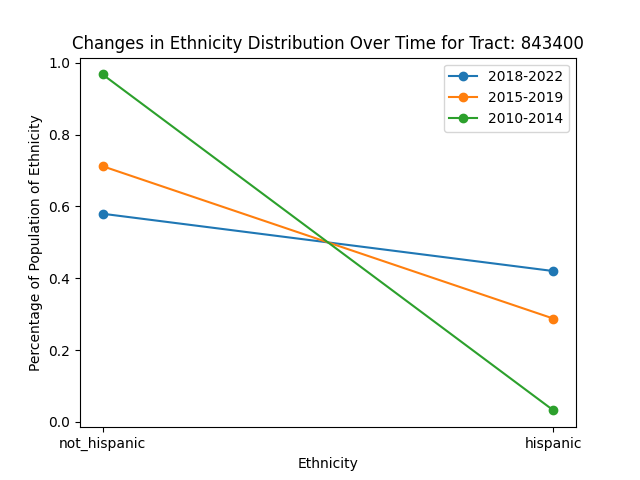 Changes in Ethnicity Distribution Over Time for Tract: 843400
2018-2022
2015-2019
2010-2014
Percentage of Population of Ethnicity
1.0
0.8
0.6
0.4
0.2
0.0
not_hispanic
hispanic
Ethnicity